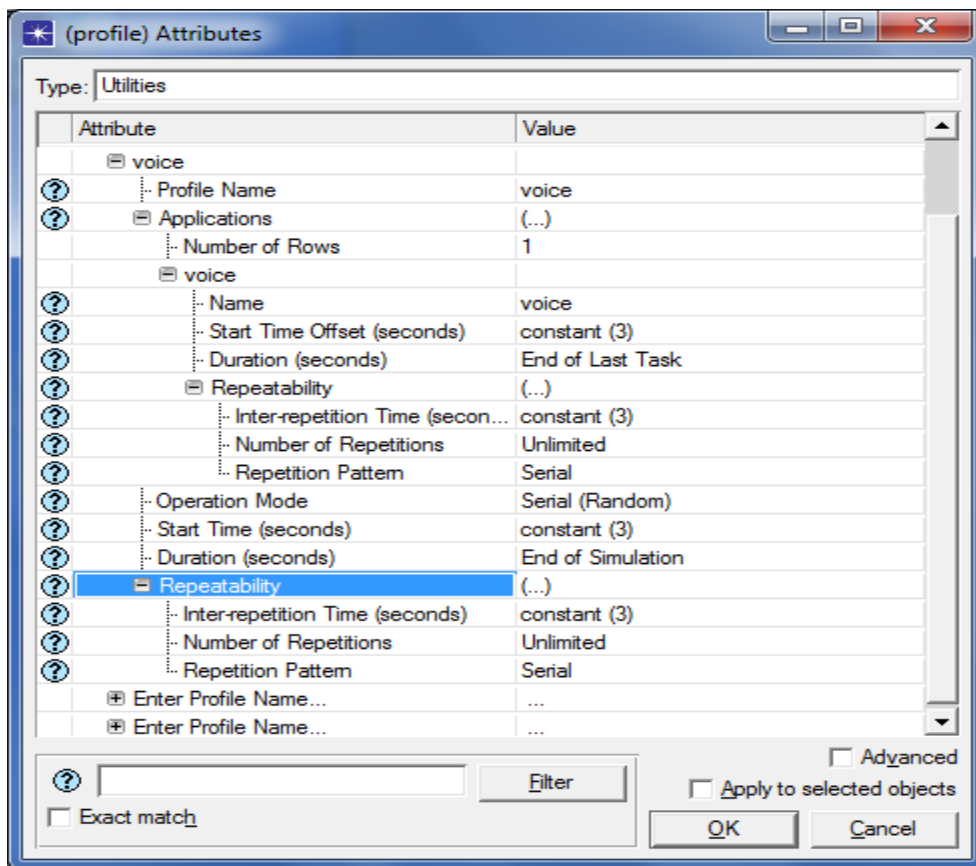 (profile) Attributes
Type: Utilities
Attribute Value
voice
Profile Name voice
Applications (...)
Number of Rows 1
voice
Name voice
Start Time Offset (seconds) constant (3)
Duration (seconds) End of Last Task
Repeatability (...)
Inter-repetition Time (secon... constant (3)
Number of Repetitions Unlimited
Repetition Pattern Serial
Operation Mode Serial (Random)
Start Time (seconds) constant (3)
Duration (seconds) End of Simulation
Repeatability (...)
Inter-repetition Time (seconds) constant (3)
Number of Repetitions Unlimited
Repetition Pattern Serial
Enter Profile Name... ...
Enter Profile Name... ...
Advanced
Filter
Apply to selected objects
Exact match
OK Cancel